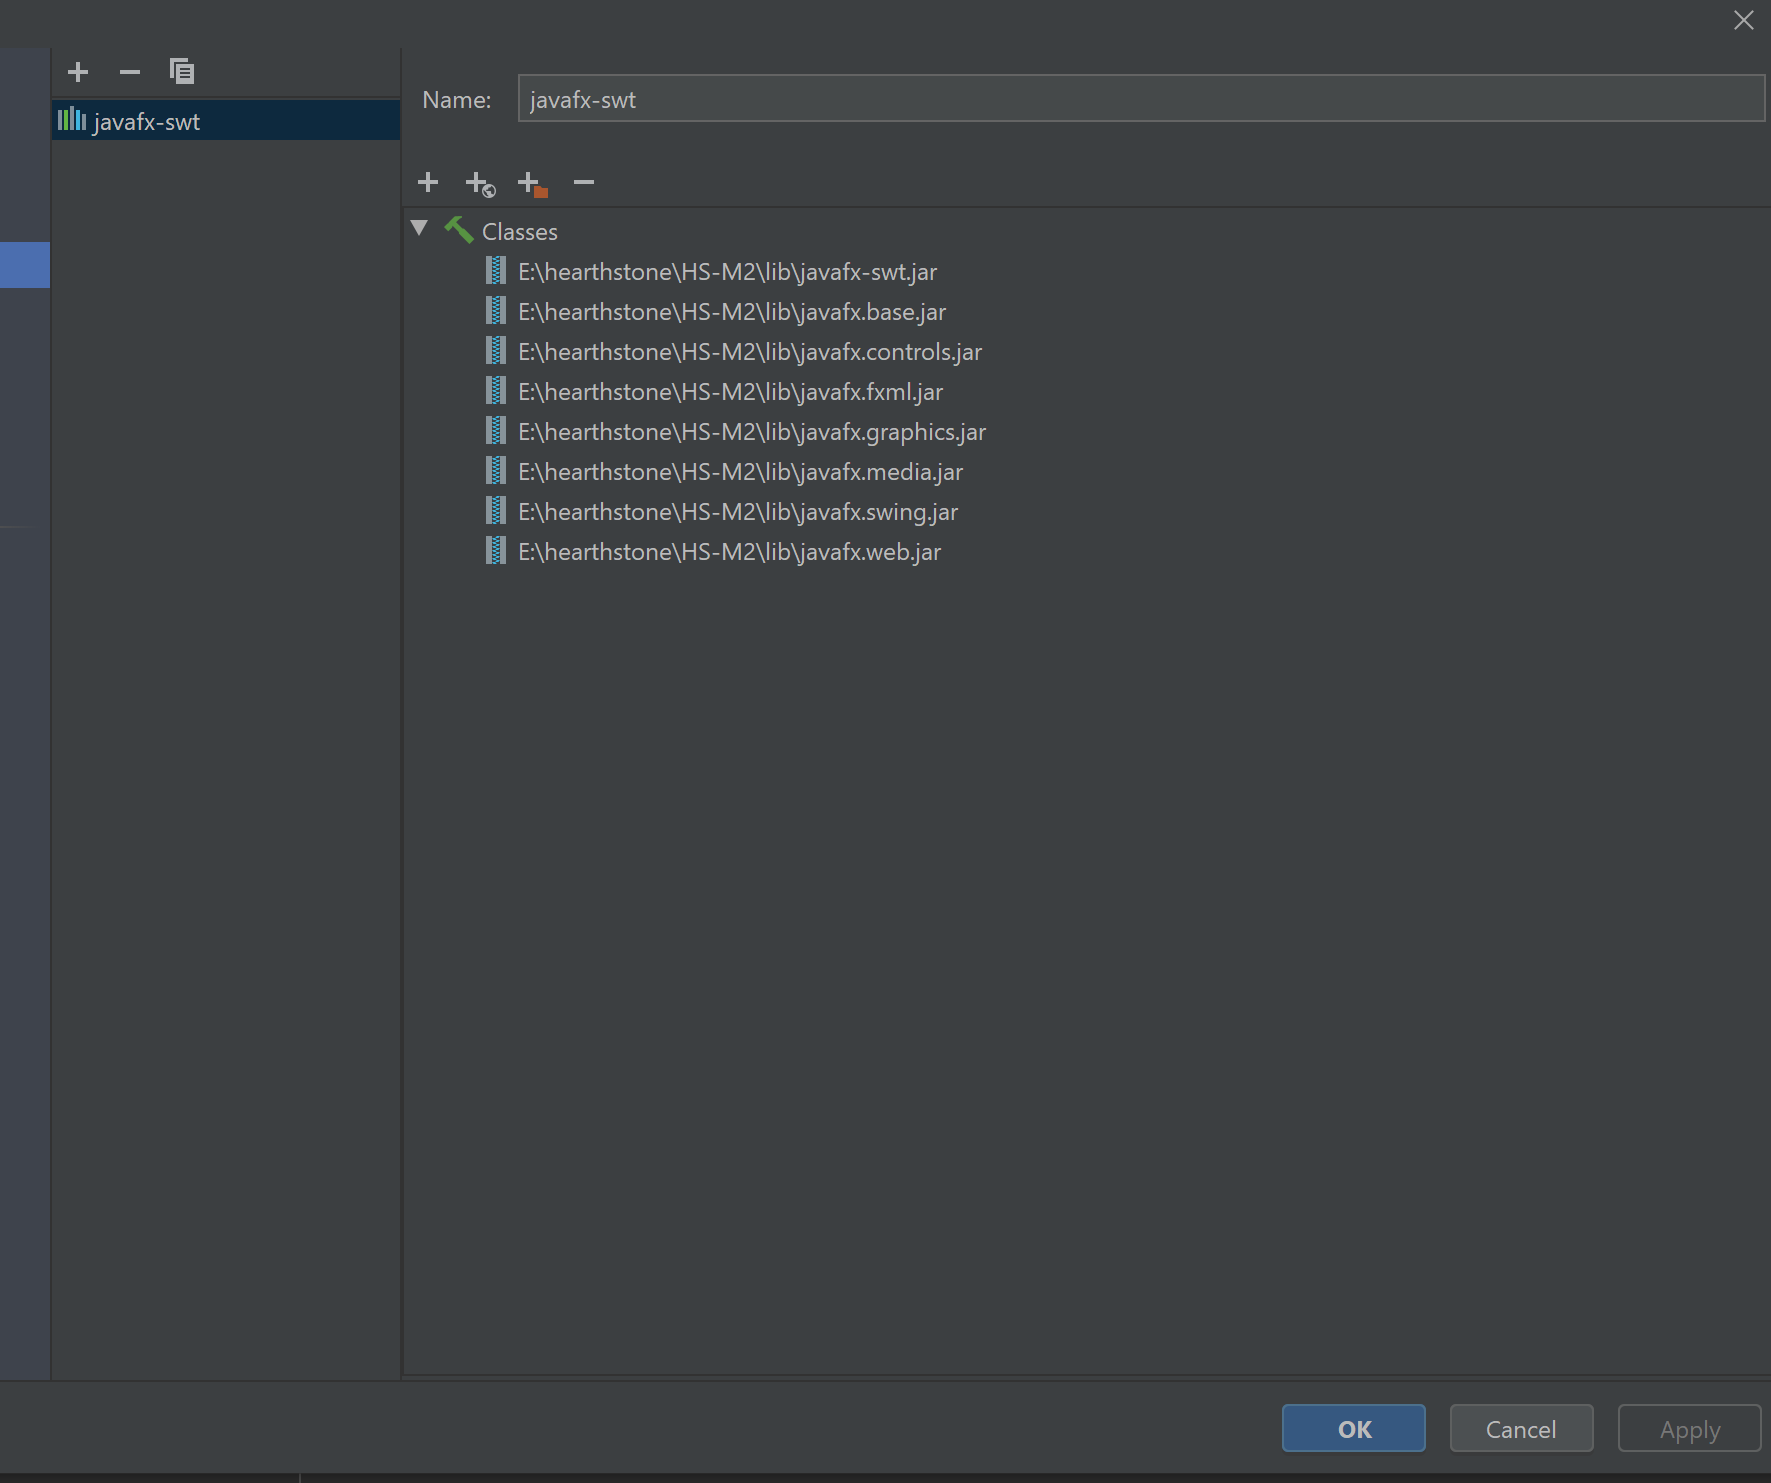 Name: javafx-swt
javafx-swt
Classes
E:\hearthstone\HS-M2\lib\javafx-swt.jar
E:\hearthstone\HS-M2\lib\javafx.base.jar
E:\hearthstone\HS-M2\lib\javafx.controls.jar
E:\hearthstone\HS-M2\lib\javafx.fxml.jar
E:\hearthstone\HS-M2\lib\javafx.graphics.jar
E:\hearthstone\HS-M2\lib\javafx.media.jar
E:\hearthstone\HS-M2\lib\javafx.swing.jar
E:\hearthstone\HS-M2\lib\javafx.web.jar
OK Cancel Apply